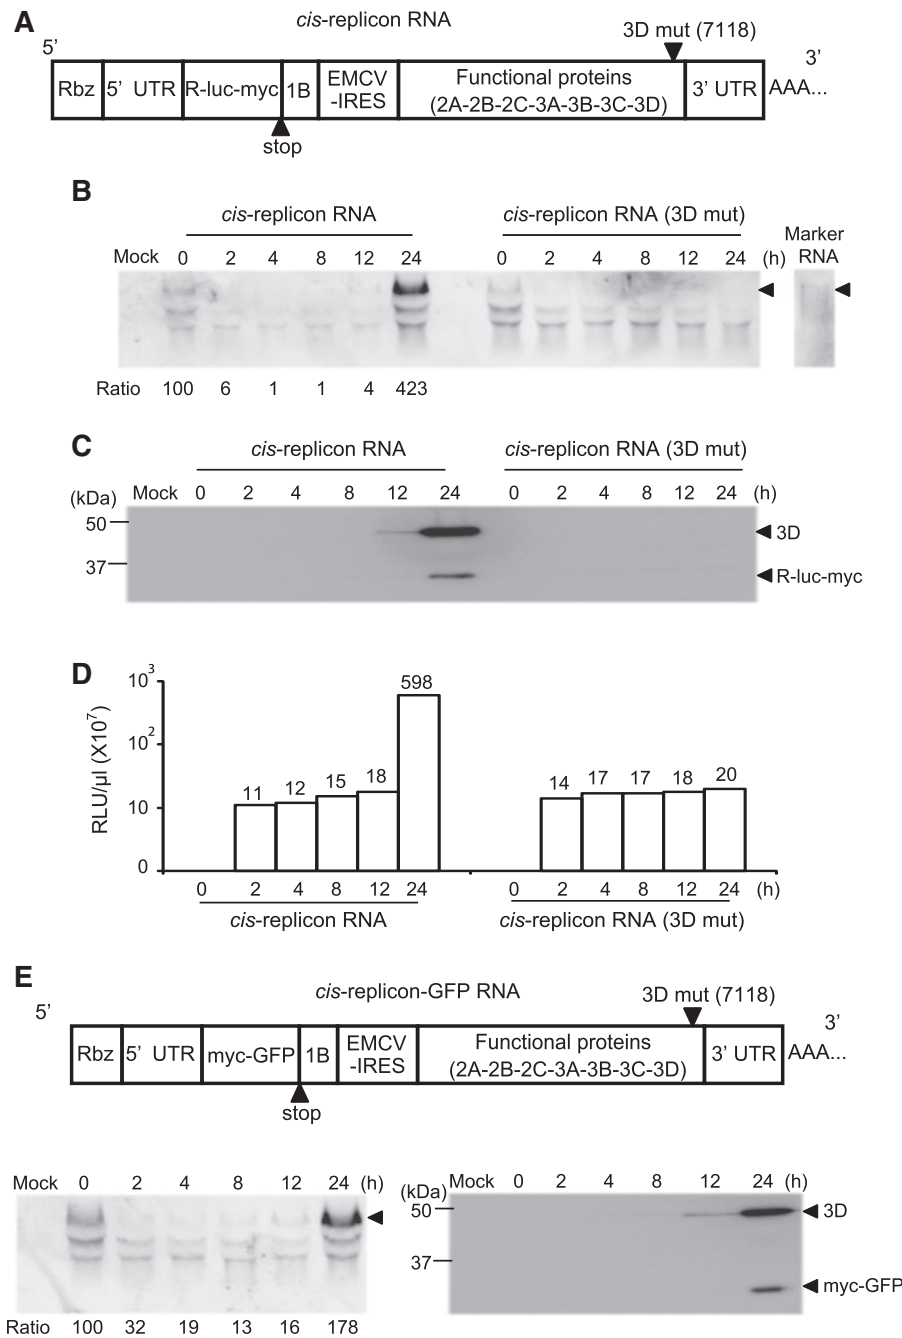 A
cis-replicon RNA
3D mut (7118)
5’
3’
Rbz
5’ UTR
R-luc-myc
1B
EMCV
-IRES
Functional proteins
(2A-2B-2C-3A-3B-3C-3D)
3’ UTR
AAA...
stop
B
cis-replicon RNA
cis-replicon RNA (3D mut)
Marker
RNA
Mock 0 2 4 8 12 24 0 2 4 8 12 24 (h)
Ratio 100 6 1 1 4 423
C
cis-replicon RNA
cis-replicon RNA (3D mut)
(kDa) Mock 0 2 4 8 12 24 0 2 4 8 12 24 (h)
50
3D
37
R-luc-myc
D
RLU/µl (X10⁷)
10³
10²
10
0
11 12 15 18 598
14 17 17 18 20
0 2 4 8 12 24 0 2 4 8 12 24 (h)
cis-replicon RNA
cis-replicon RNA (3D mut)
E
cis-replicon-GFP RNA
3D mut (7118)
5’
3’
Rbz
5’ UTR
myc-GFP
1B
EMCV
-IRES
Functional proteins
(2A-2B-2C-3A-3B-3C-3D)
3’ UTR
AAA...
stop
Mock 0 2 4 8 12 24 (h)
Ratio 100 32 19 13 16 178
(kDa) Mock 0 2 4 8 12 24 (h)
50
3D
37
myc-GFP